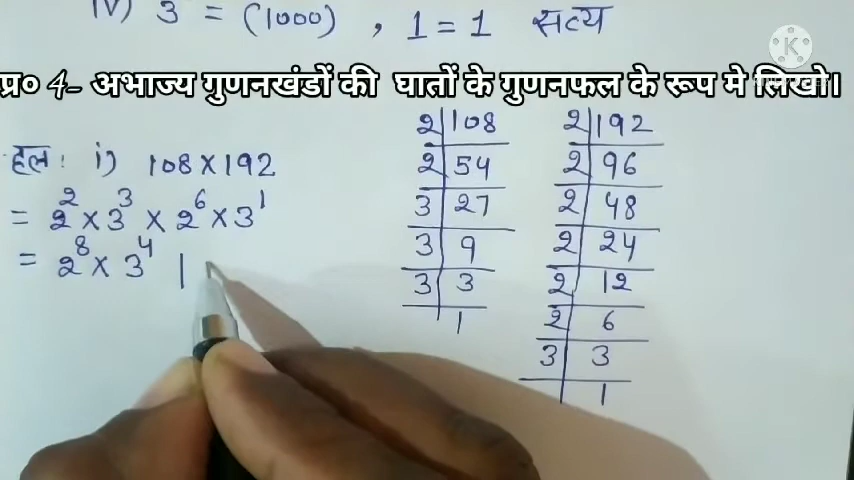 iv) 3 = (1000) , 1 = 1 सत्य
K
प्र० 4- अभाज्य गुणनखंडों की घातों के गुणनफल के रूप मे लिखो।
हल: i) 108 × 192
= 2² × 3³ × 2⁶ × 3¹
= 2⁸ × 3⁴ |
2 | 108
2 | 54
3 | 27
3 | 9
3 | 3
| 1
2 | 192
2 | 96
2 | 48
2 | 24
2 | 12
2 | 6
3 | 3
| 1